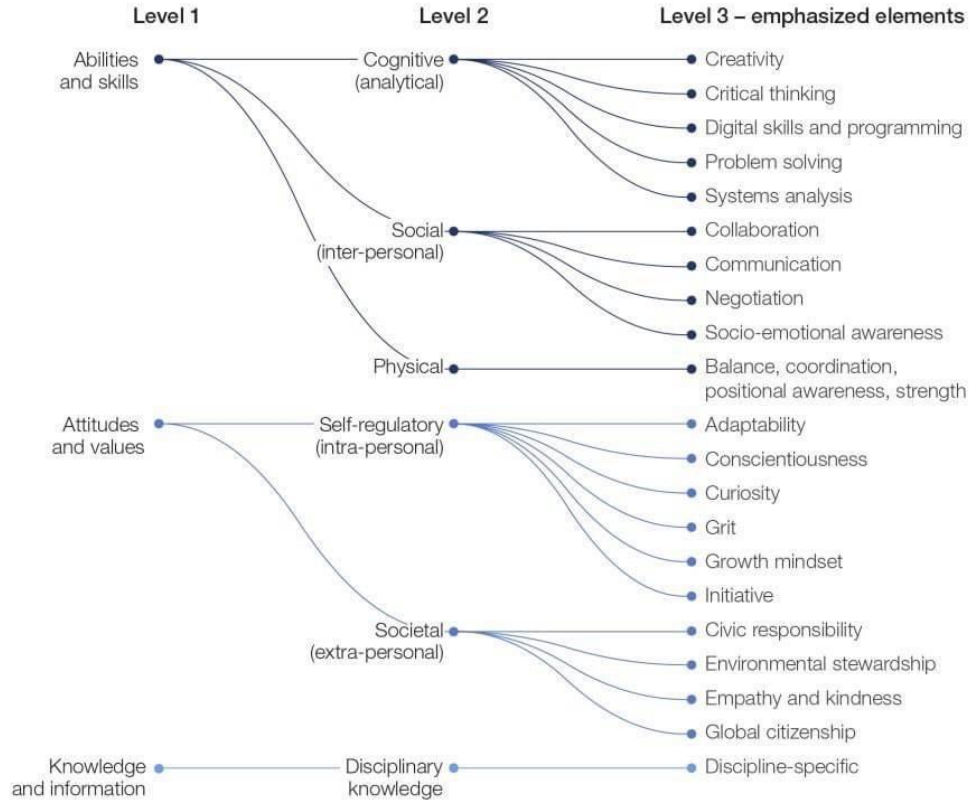 Level 1 Level 2 Level 3 – emphasized elements
Abilities
and skills
Cognitive
(analytical)
Creativity
Critical thinking
Digital skills and programming
Problem solving
Systems analysis
Social
(inter-personal)
Collaboration
Communication
Negotiation
Socio-emotional awareness
Physical
Balance, coordination,
positional awareness, strength
Attitudes
and values
Self-regulatory
(intra-personal)
Adaptability
Conscientiousness
Curiosity
Grit
Growth mindset
Initiative
Societal
(extra-personal)
Civic responsibility
Environmental stewardship
Empathy and kindness
Global citizenship
Knowledge
and information
Disciplinary
knowledge
Discipline-specific